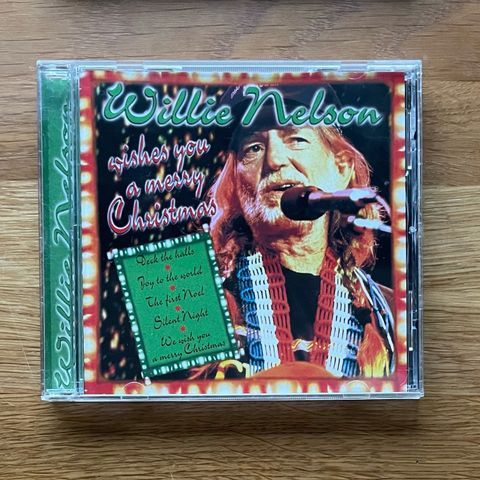 Willie Nelson
Willie Nelson
wishes you
a merry
Christmas
Deck the halls
Joy to the world
The first Noël
Silent Night
We wish you
a merry Christmas